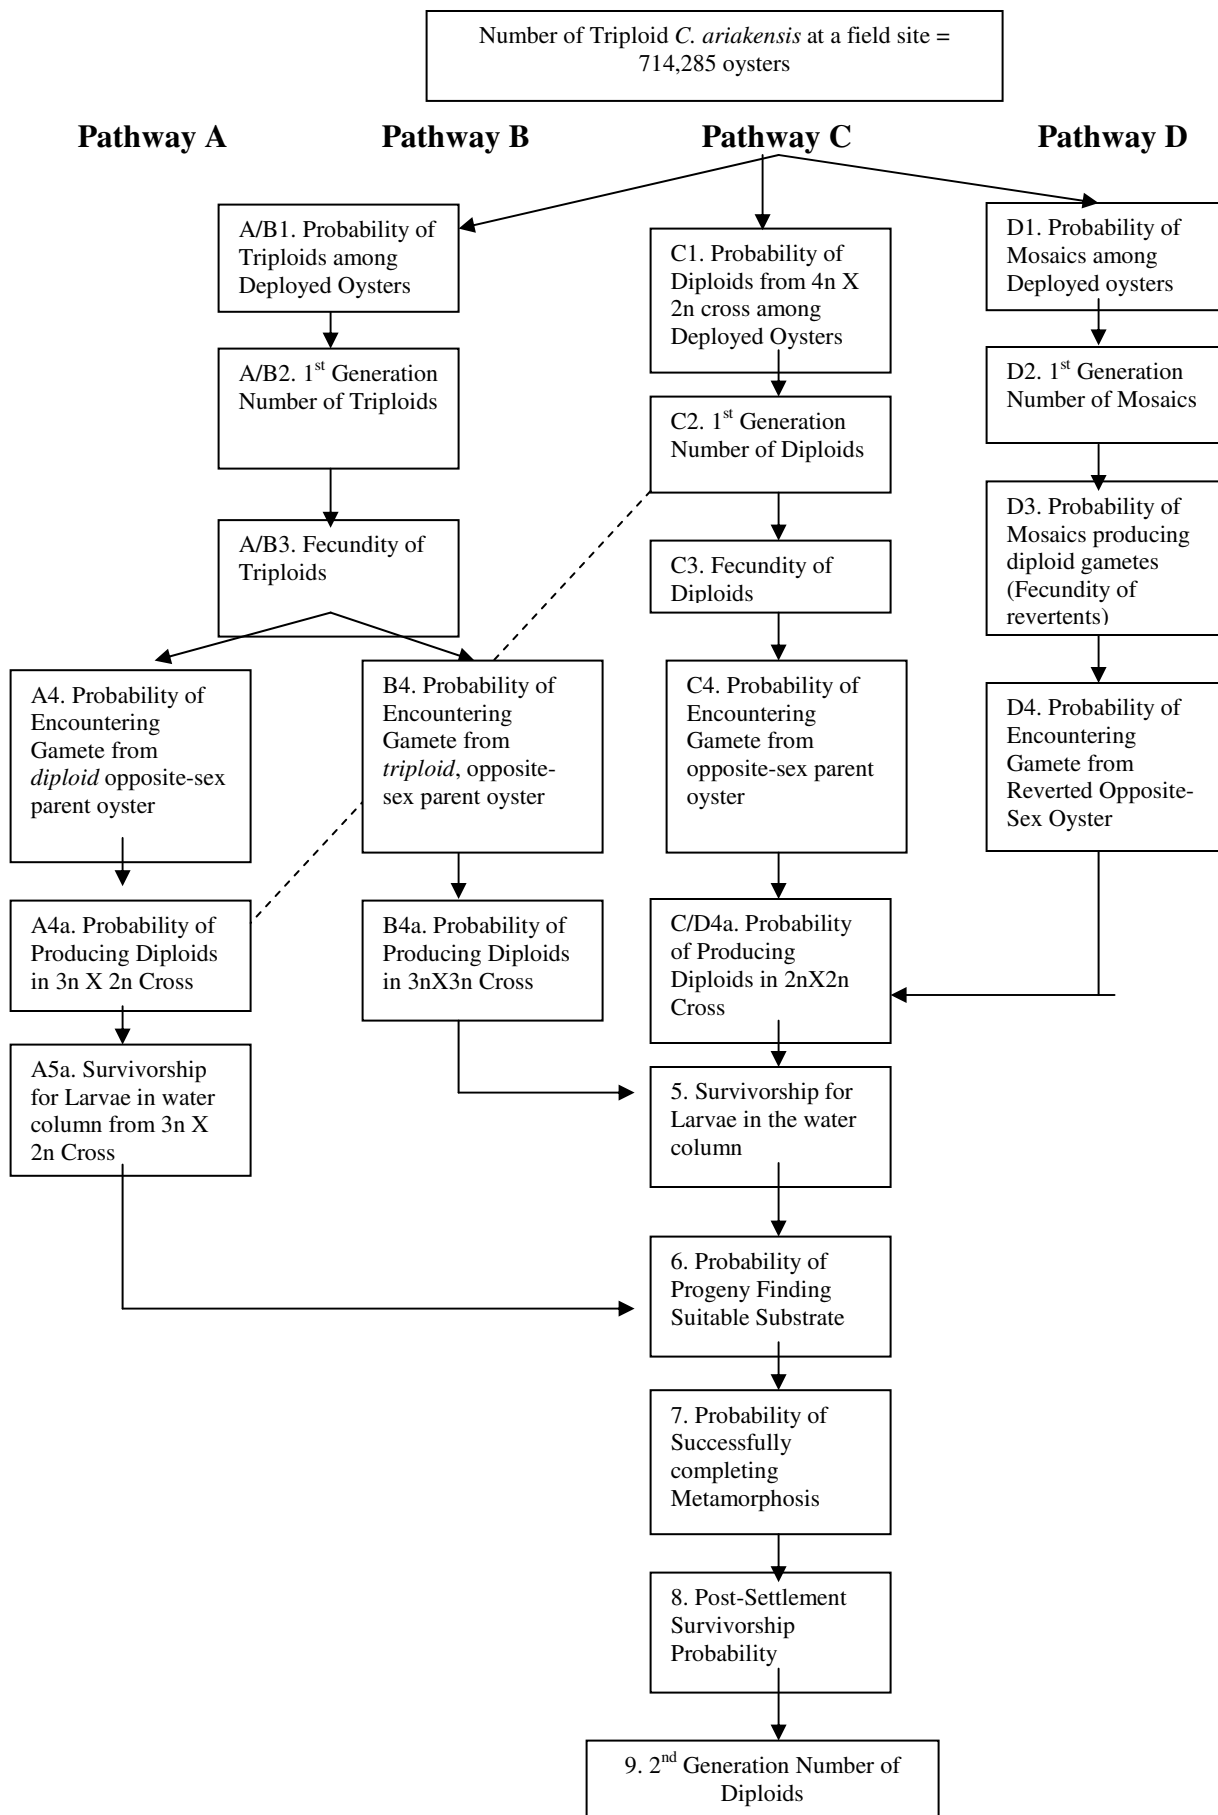 Number of Triploid C. ariakensis at a field site =
714,285 oysters
Pathway A
Pathway B
Pathway C
Pathway D
A/B1. Probability of
Triploids among
Deployed Oysters
A/B2. 1st Generation
Number of Triploids
A/B3. Fecundity of
Triploids
A4. Probability of
Encountering
Gamete from
diploid opposite-sex
parent oyster
A4a. Probability of
Producing Diploids
in 3n X 2n Cross
A5a. Survivorship
for Larvae in water
column from 3n X
2n Cross
B4. Probability of
Encountering
Gamete from
triploid, opposite-
sex parent oyster
B4a. Probability of
Producing Diploids
in 3nX3n Cross
C1. Probability of
Diploids from 4n X
2n cross among
Deployed Oysters
C2. 1st Generation
Number of Diploids
C3. Fecundity of
Diploids
C4. Probability of
Encountering
Gamete from
opposite-sex parent
oyster
C/D4a. Probability
of Producing
Diploids in 2nX2n
Cross
D1. Probability of
Mosaics among
Deployed oysters
D2. 1st Generation
Number of Mosaics
D3. Probability of
Mosaics producing
diploid gametes
(Fecundity of
revertents)
D4. Probability of
Encountering
Gamete from
Reverted Opposite-
Sex Oyster
5. Survivorship for
Larvae in the water
column
6. Probability of
Progeny Finding
Suitable Substrate
7. Probability of
Successfully
completing
Metamorphosis
8. Post-Settlement
Survivorship
Probability
9. 2nd Generation Number of
Diploids